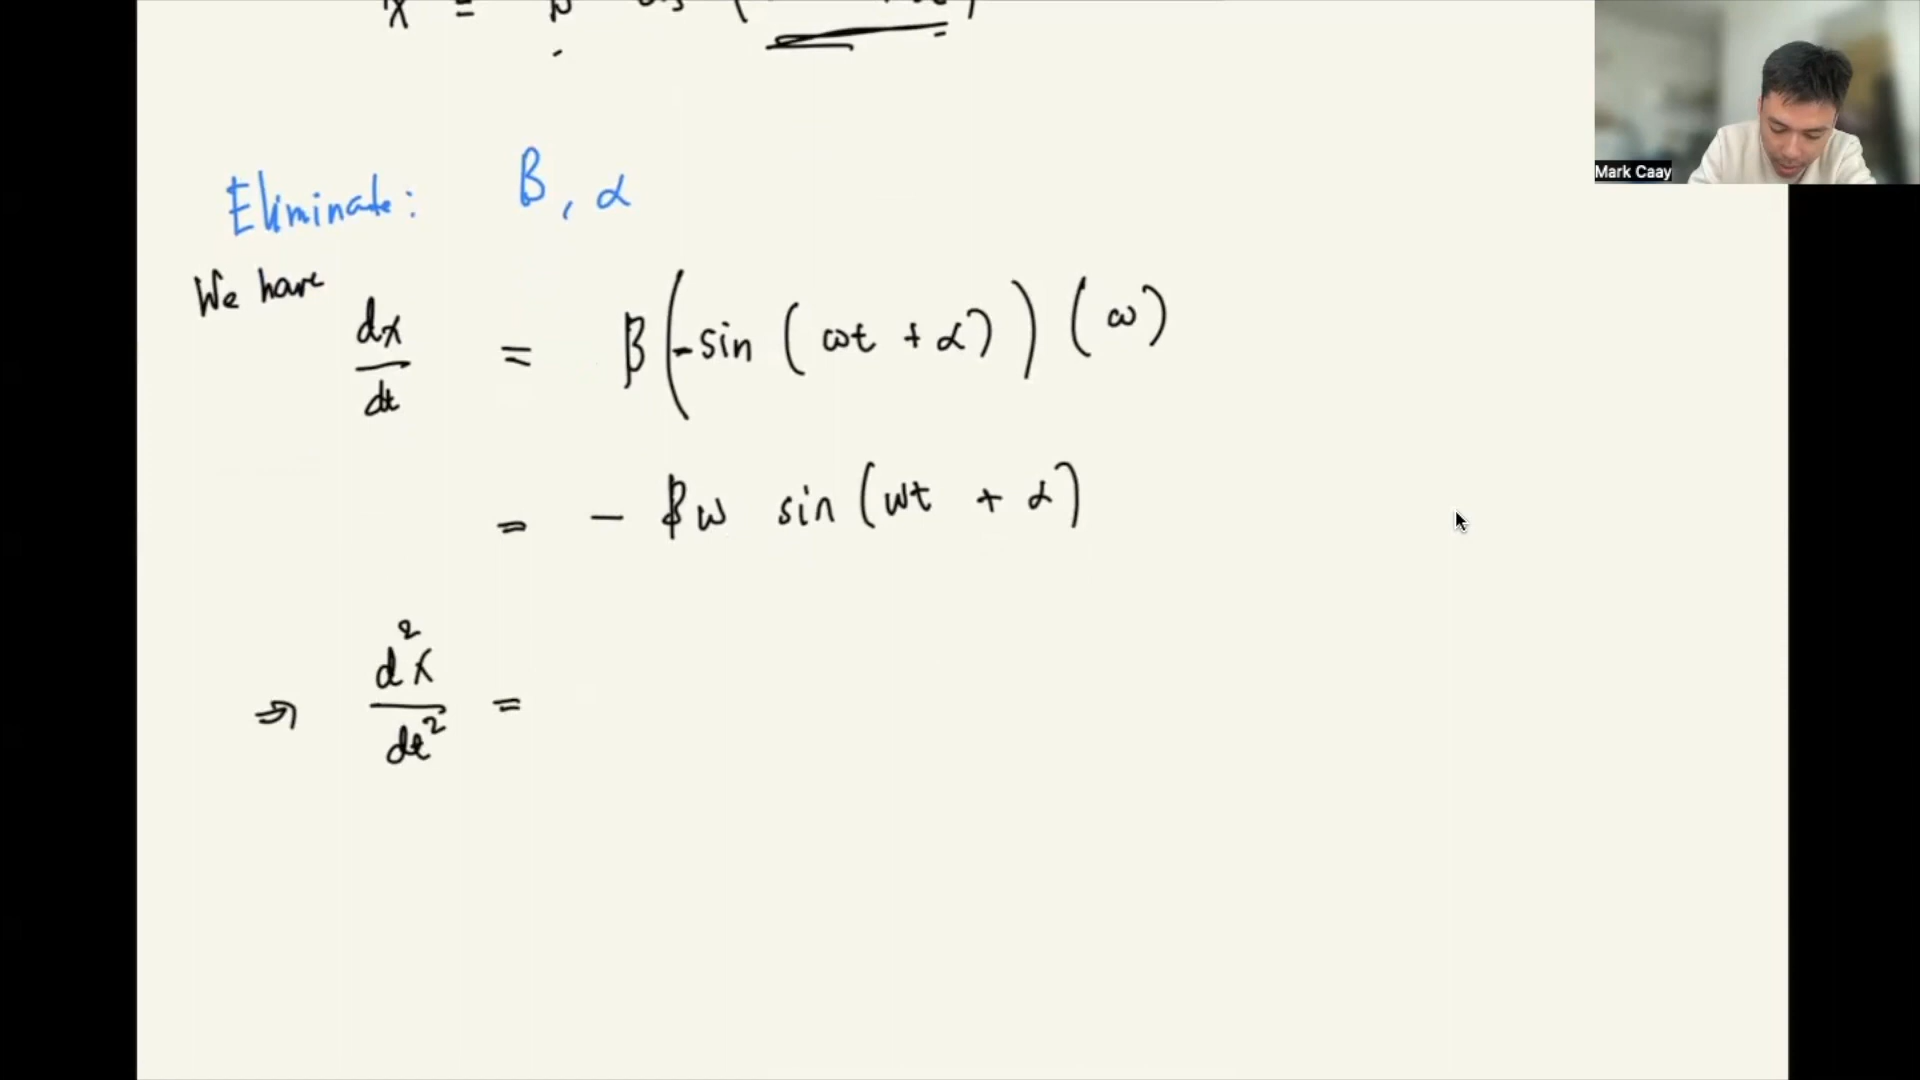 x =
Mark Caay
Eliminate: β, α
We have
dx/dt = β(-sin (ωt + α)) (ω)
= - βω sin (ωt + α)
⇒ d²x/dt² =